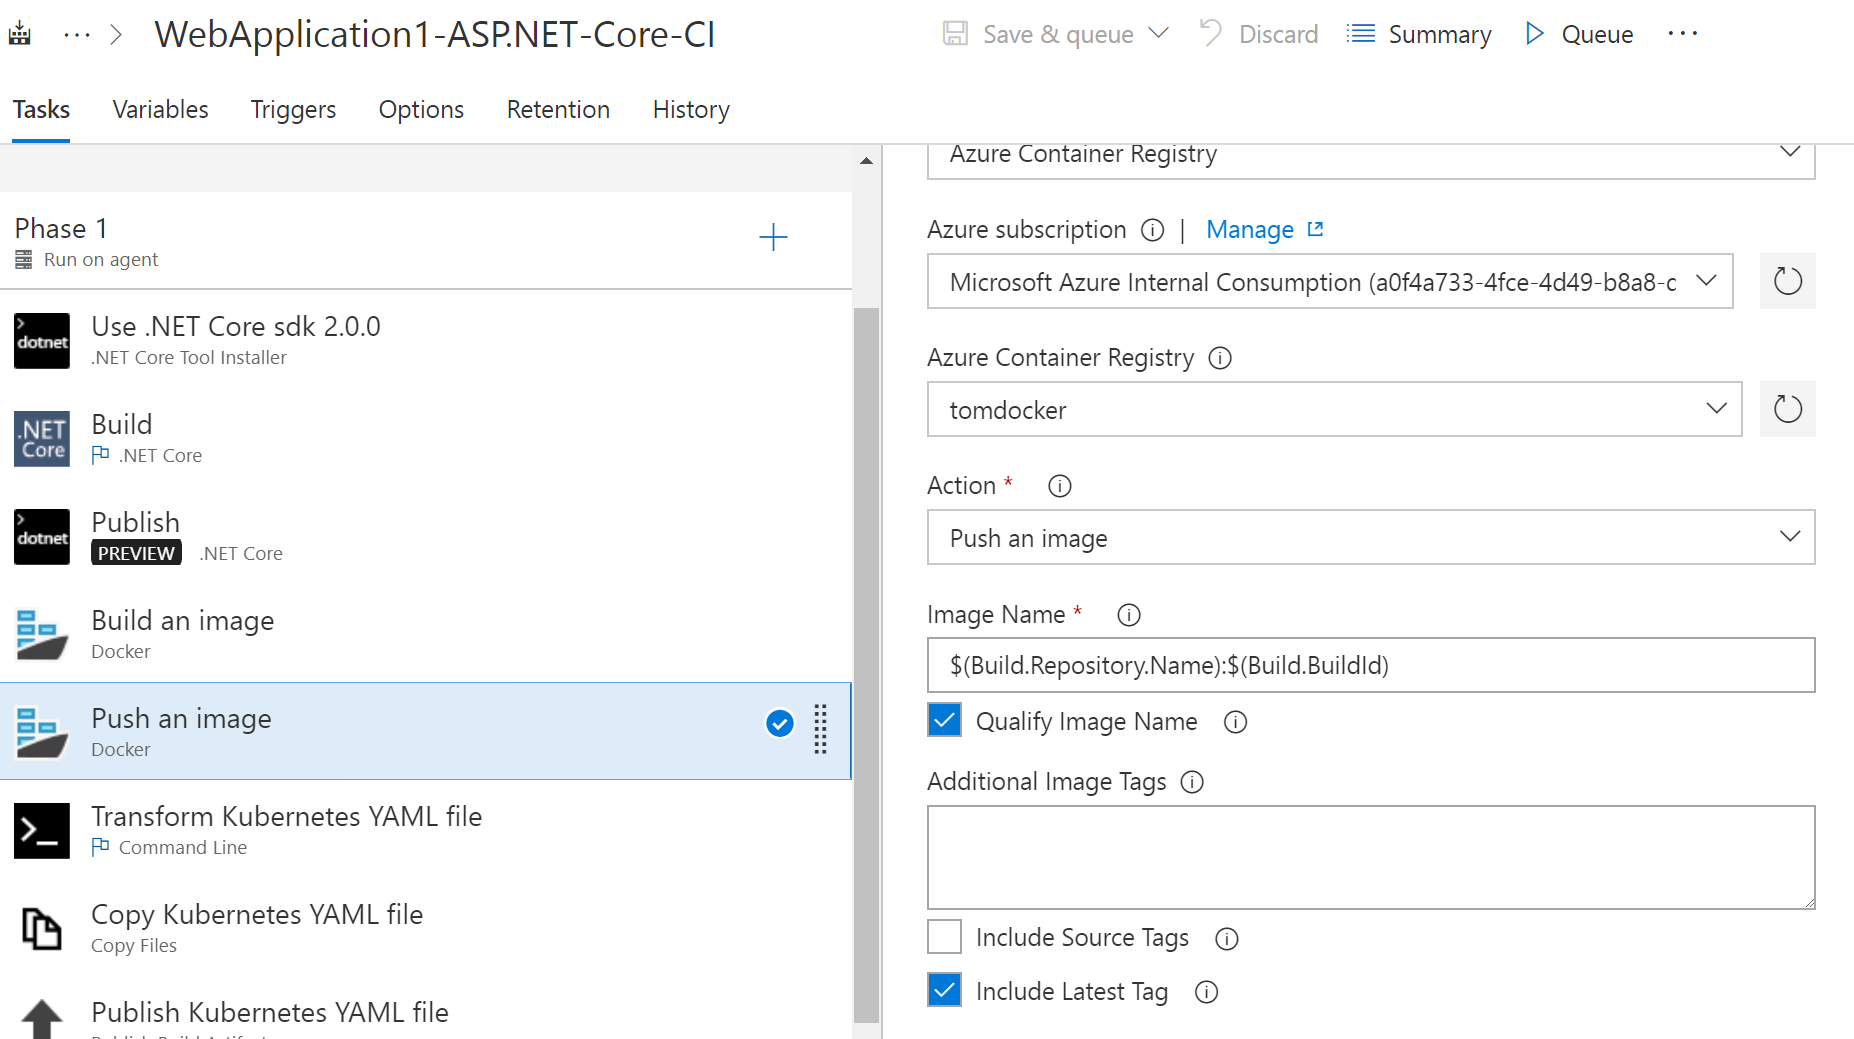 WebApplication1-ASP.NET-Core-CI
Save & queue
Discard
Summary
Queue
Tasks
Variables
Triggers
Options
Retention
History
Phase 1
Run on agent
dotnet
Use .NET Core sdk 2.0.0
.NET Core Tool Installer
.NET
Core
Build
.NET Core
dotnet
Publish
PREVIEW .NET Core
Build an image
Docker
Push an image
Docker
Transform Kubernetes YAML file
Command Line
Copy Kubernetes YAML file
Copy Files
Publish Kubernetes YAML file
Azure Container Registry
Azure subscription | Manage
Microsoft Azure Internal Consumption (a0f4a733-4fce-4d49-b8a8-c
Azure Container Registry
tomdocker
Action *
Push an image
Image Name *
$(Build.Repository.Name):$(Build.BuildId)
Qualify Image Name
Additional Image Tags
Include Source Tags
Include Latest Tag